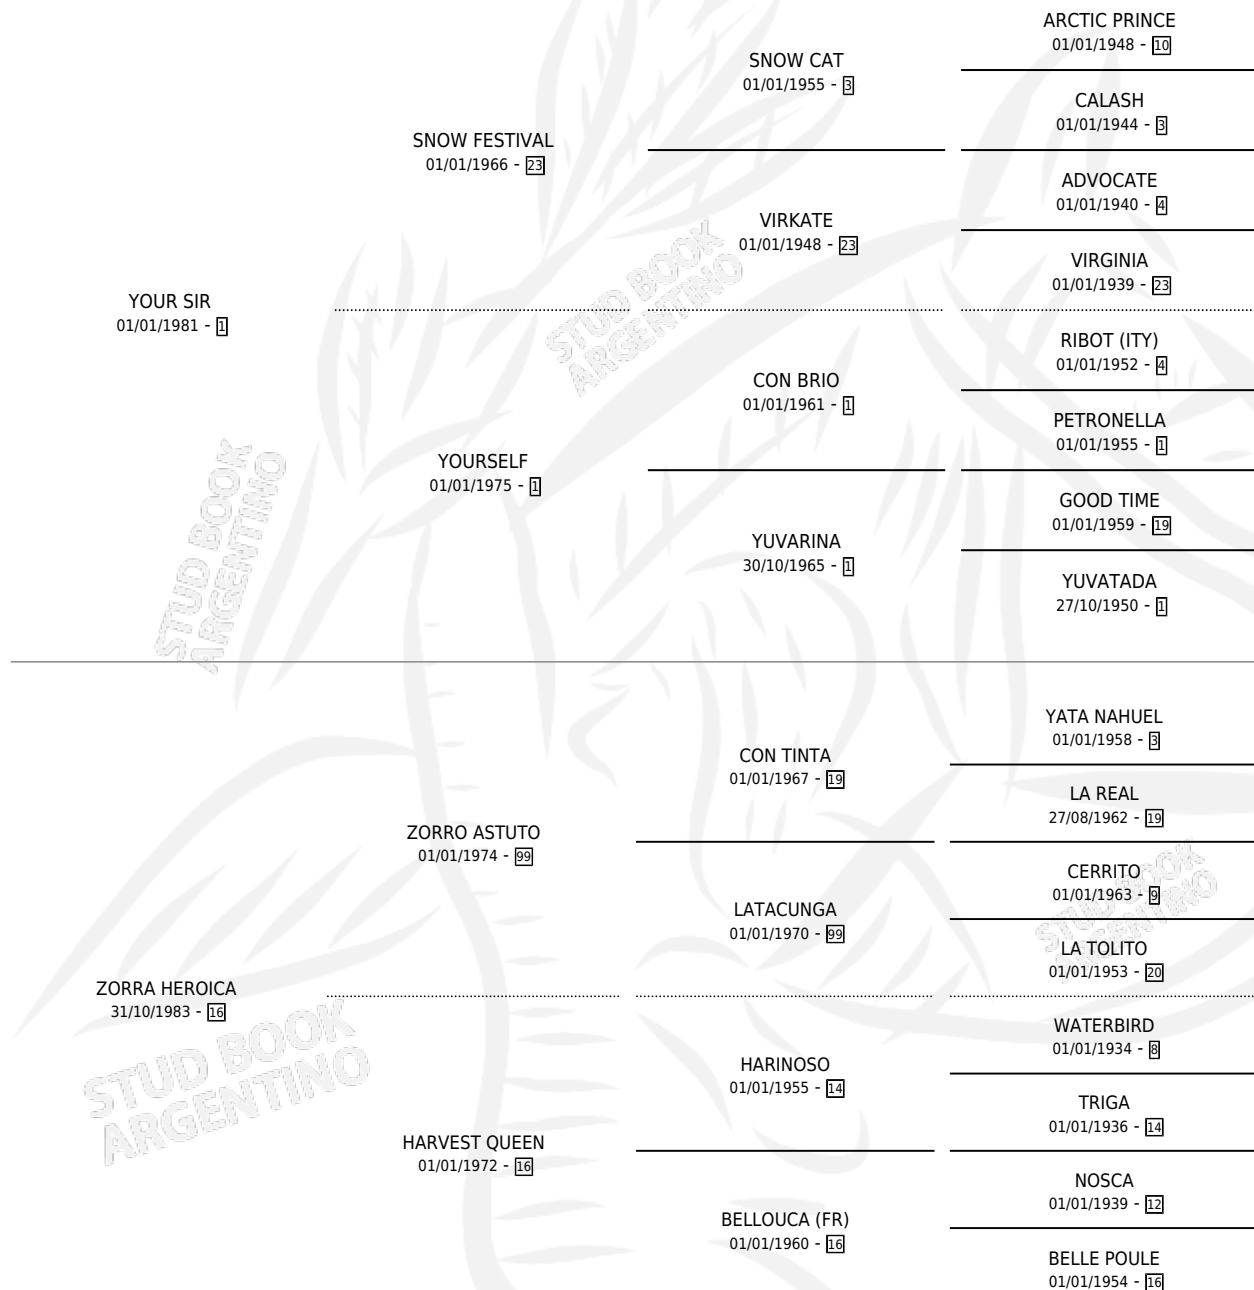 ARCTIC PRINCE
01/01/1948 - 10
SNOW CAT
01/01/1955 - 3
CALASH
01/01/1944 - 3
SNOW FESTIVAL
01/01/1966 - 23
ADVOCATE
01/01/1940 - 4
VIRKATE
01/01/1948 - 23
VIRGINIA
01/01/1939 - 23
YOUR SIR
01/01/1981 - 1
RIBOT (ITY)
01/01/1952 - 4
CON BRIO
01/01/1961 - 1
PETRONELLA
01/01/1955 - 1
YOURSELF
01/01/1975 - 1
GOOD TIME
01/01/1959 - 19
YUVARINA
30/10/1965 - 1
YUVATADA
27/10/1950 - 1
YATA NAHUEL
01/01/1958 - 3
CON TINTA
01/01/1967 - 19
LA REAL
27/08/1962 - 19
ZORRO ASTUTO
01/01/1974 - 99
CERRITO
01/01/1963 - 9
LATACUNGA
01/01/1970 - 99
LA TOLITO
01/01/1953 - 20
ZORRA HEROICA
31/10/1983 - 16
WATERBIRD
01/01/1934 - 8
HARINOSO
01/01/1955 - 14
TRIGA
01/01/1936 - 14
HARVEST QUEEN
01/01/1972 - 16
NOSCA
01/01/1939 - 12
BELLOUCA (FR)
01/01/1960 - 16
BELLE POULE
01/01/1954 - 16
STUD BOOK
ARGENTINO
STUD BOOK
ARGENTINO
STUD BOOK
ARGENTINO
STUD BOOK
ARGENTINO